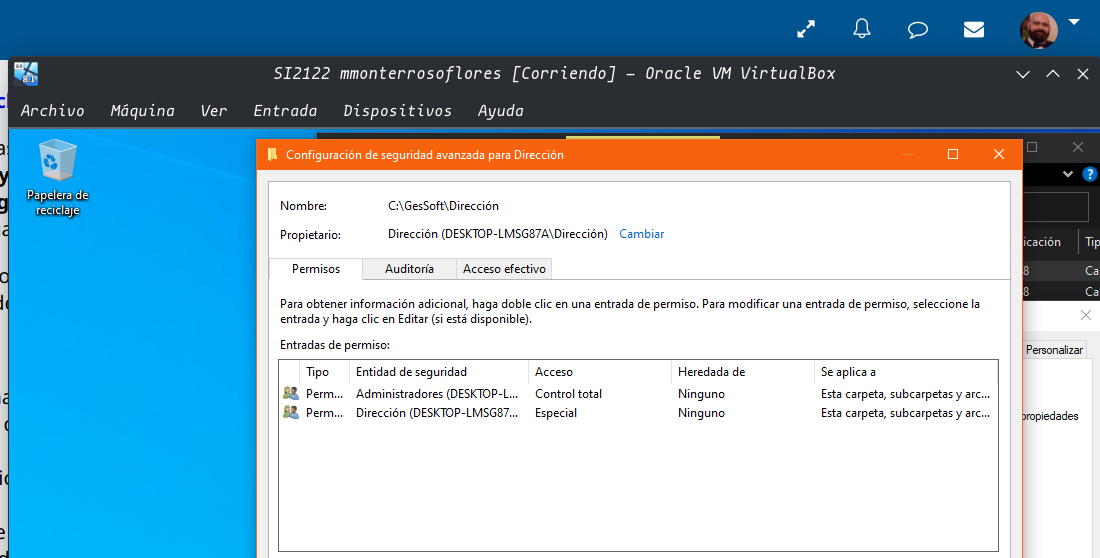 SI2122 mmonterrosoflores [Corriendo] – Oracle VM VirtualBox
Archivo Máquina Ver Entrada Dispositivos Ayuda
Papelera de
reciclaje
Configuración de seguridad avanzada para Dirección
Nombre: C:\GesSoft\Dirección
Propietario: Dirección (DESKTOP-LMSG87A\Dirección) Cambiar
Permisos Auditoría Acceso efectivo
Para obtener información adicional, haga doble clic en una entrada de permiso. Para modificar una entrada de permiso, seleccione la
entrada y haga clic en Editar (si está disponible).
Entradas de permiso:
Tipo Entidad de seguridad Acceso Heredada de Se aplica a
Perm... Administradores (DESKTOP-L... Control total Ninguno Esta carpeta, subcarpetas y arc...
Perm... Dirección (DESKTOP-LMSG87... Especial Ninguno Esta carpeta, subcarpetas y arc...
icación Tip
8 Ca
8 Ca
Personalizar
propiedades